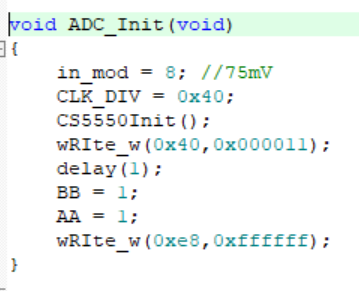 void ADC_Init(void)
{
in_mod = 8; //75mV
CLK_DIV = 0x40;
CS5550Init();
wRIte_w(0x40,0x000011);
delay(1);
BB = 1;
AA = 1;
wRIte_w(0xe8,0xffffff);
}